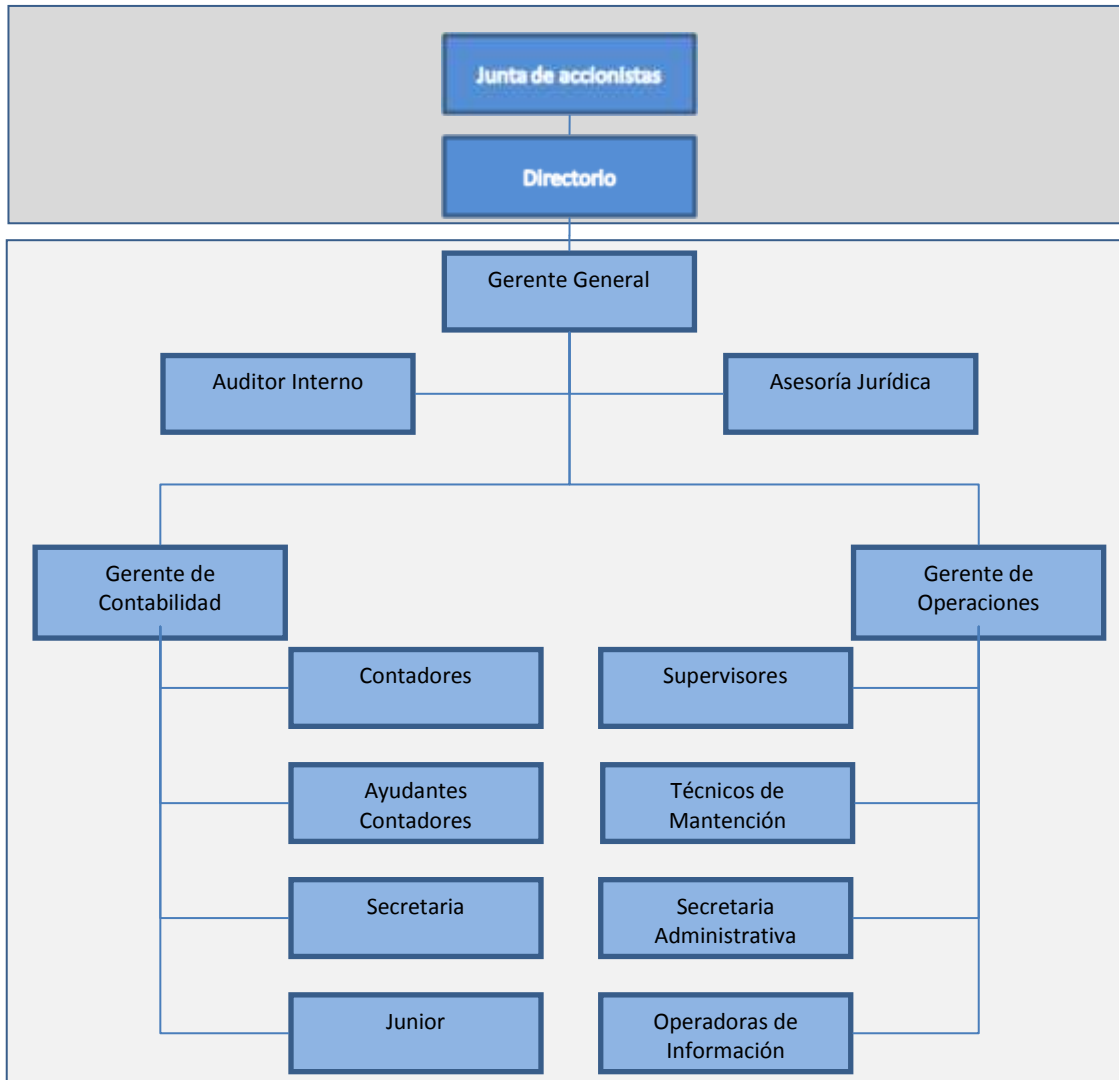 Junta de accionistas
Directorio
Gerente General
Auditor Interno
Asesoría Jurídica
Gerente de
Contabilidad
Gerente de
Operaciones
Contadores
Supervisores
Ayudantes
Contadores
Técnicos de
Mantención
Secretaria
Secretaria
Administrativa
Junior
Operadoras de
Información